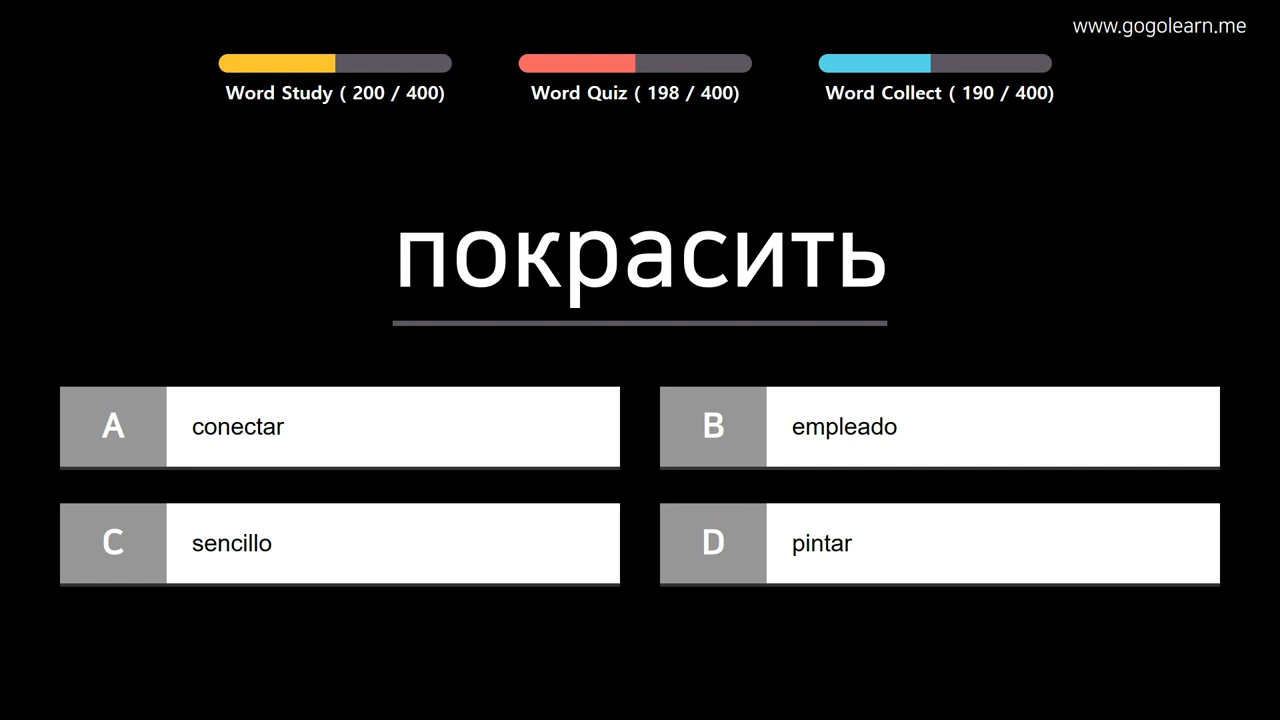 www.gogolearn.me
Word Study ( 200 / 400)
Word Quiz ( 198 / 400)
Word Collect ( 190 / 400)
покрасить
A conectar
B empleado
C sencillo
D pintar